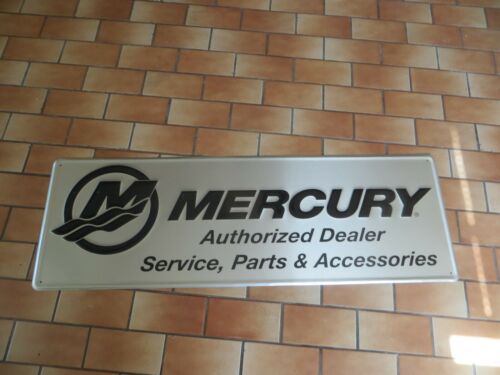 M
MERCURY®
Authorized Dealer
Service, Parts & Accessories